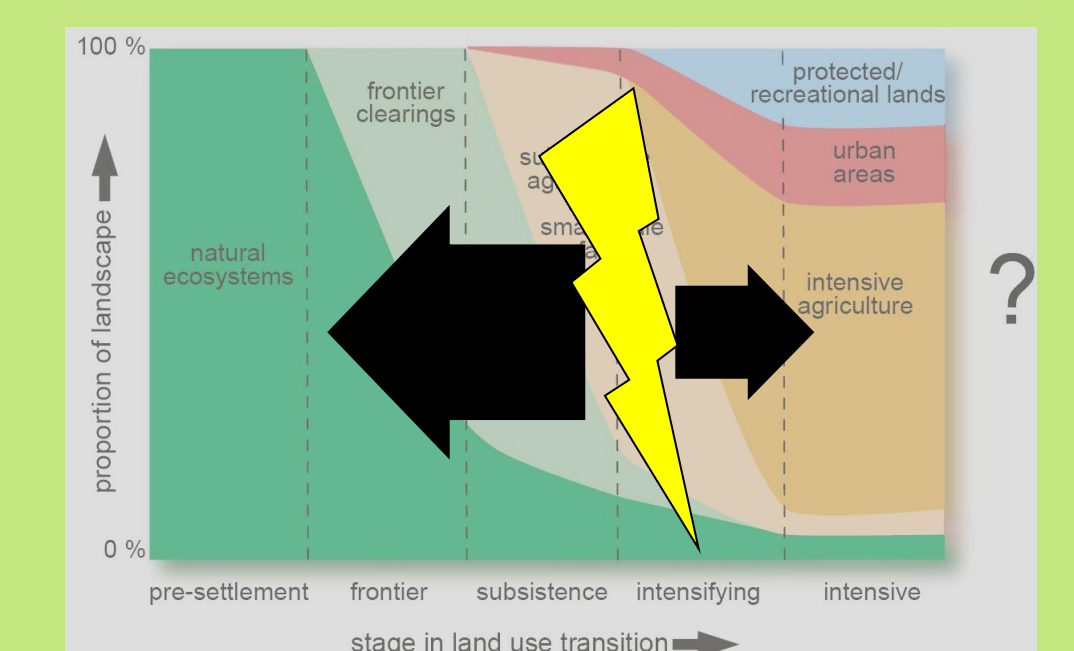 100 %
protected/
recreational lands
frontier
clearings
urban
areas
natural
ecosystems
intensive
agriculture
?
proportion of landscape
0 %
pre-settlement frontier subsistence intensifying intensive
stage in land use transition